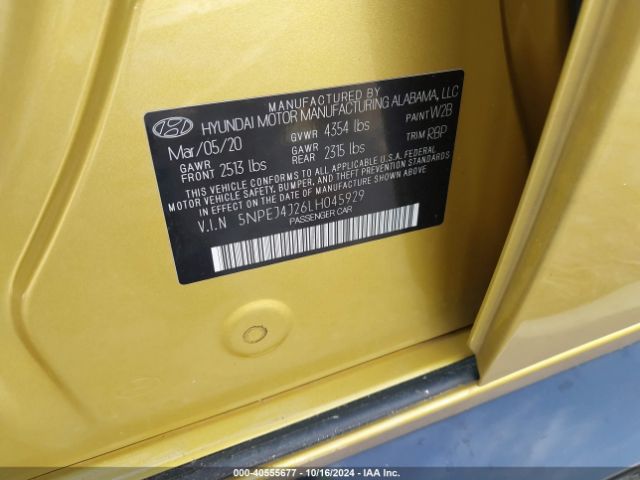 MANUFACTURED BY
HYUNDAI MOTOR MANUFACTURING ALABAMA, LLC
Mar/05/20 GVWR 4354 lbs PAINT W2B
GAWR FRONT 2513 lbs GAWR REAR 2315 lbs TRIM RBP
THIS VEHICLE CONFORMS TO ALL APPLICABLE U.S.A. FEDERAL
MOTOR VEHICLE SAFETY, BUMPER, AND THEFT PREVENTION STANDARDS
IN EFFECT ON THE DATE OF MANUFACTURE SHOWN ABOVE.
V.I.N 5NPEJ4J26LH045929
PASSENGER CAR
000-40555677 - 10/16/2024 - IAA Inc.